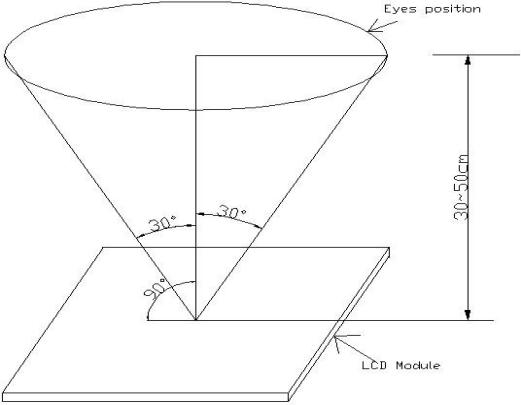 Eyes position
30~50cm
30°
30°
90°
LCD Module